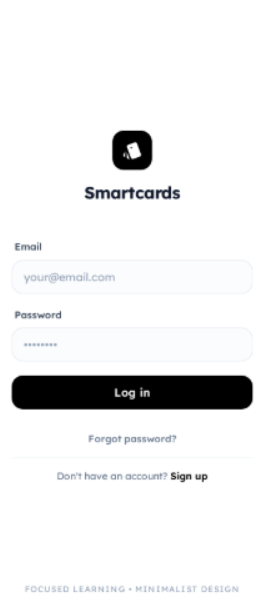 Smartcards
Email
your@email.com
Password
••••••••
Log in
Forgot password?
Don't have an account? Sign up
FOCUSED LEARNING • MINIMALIST DESIGN